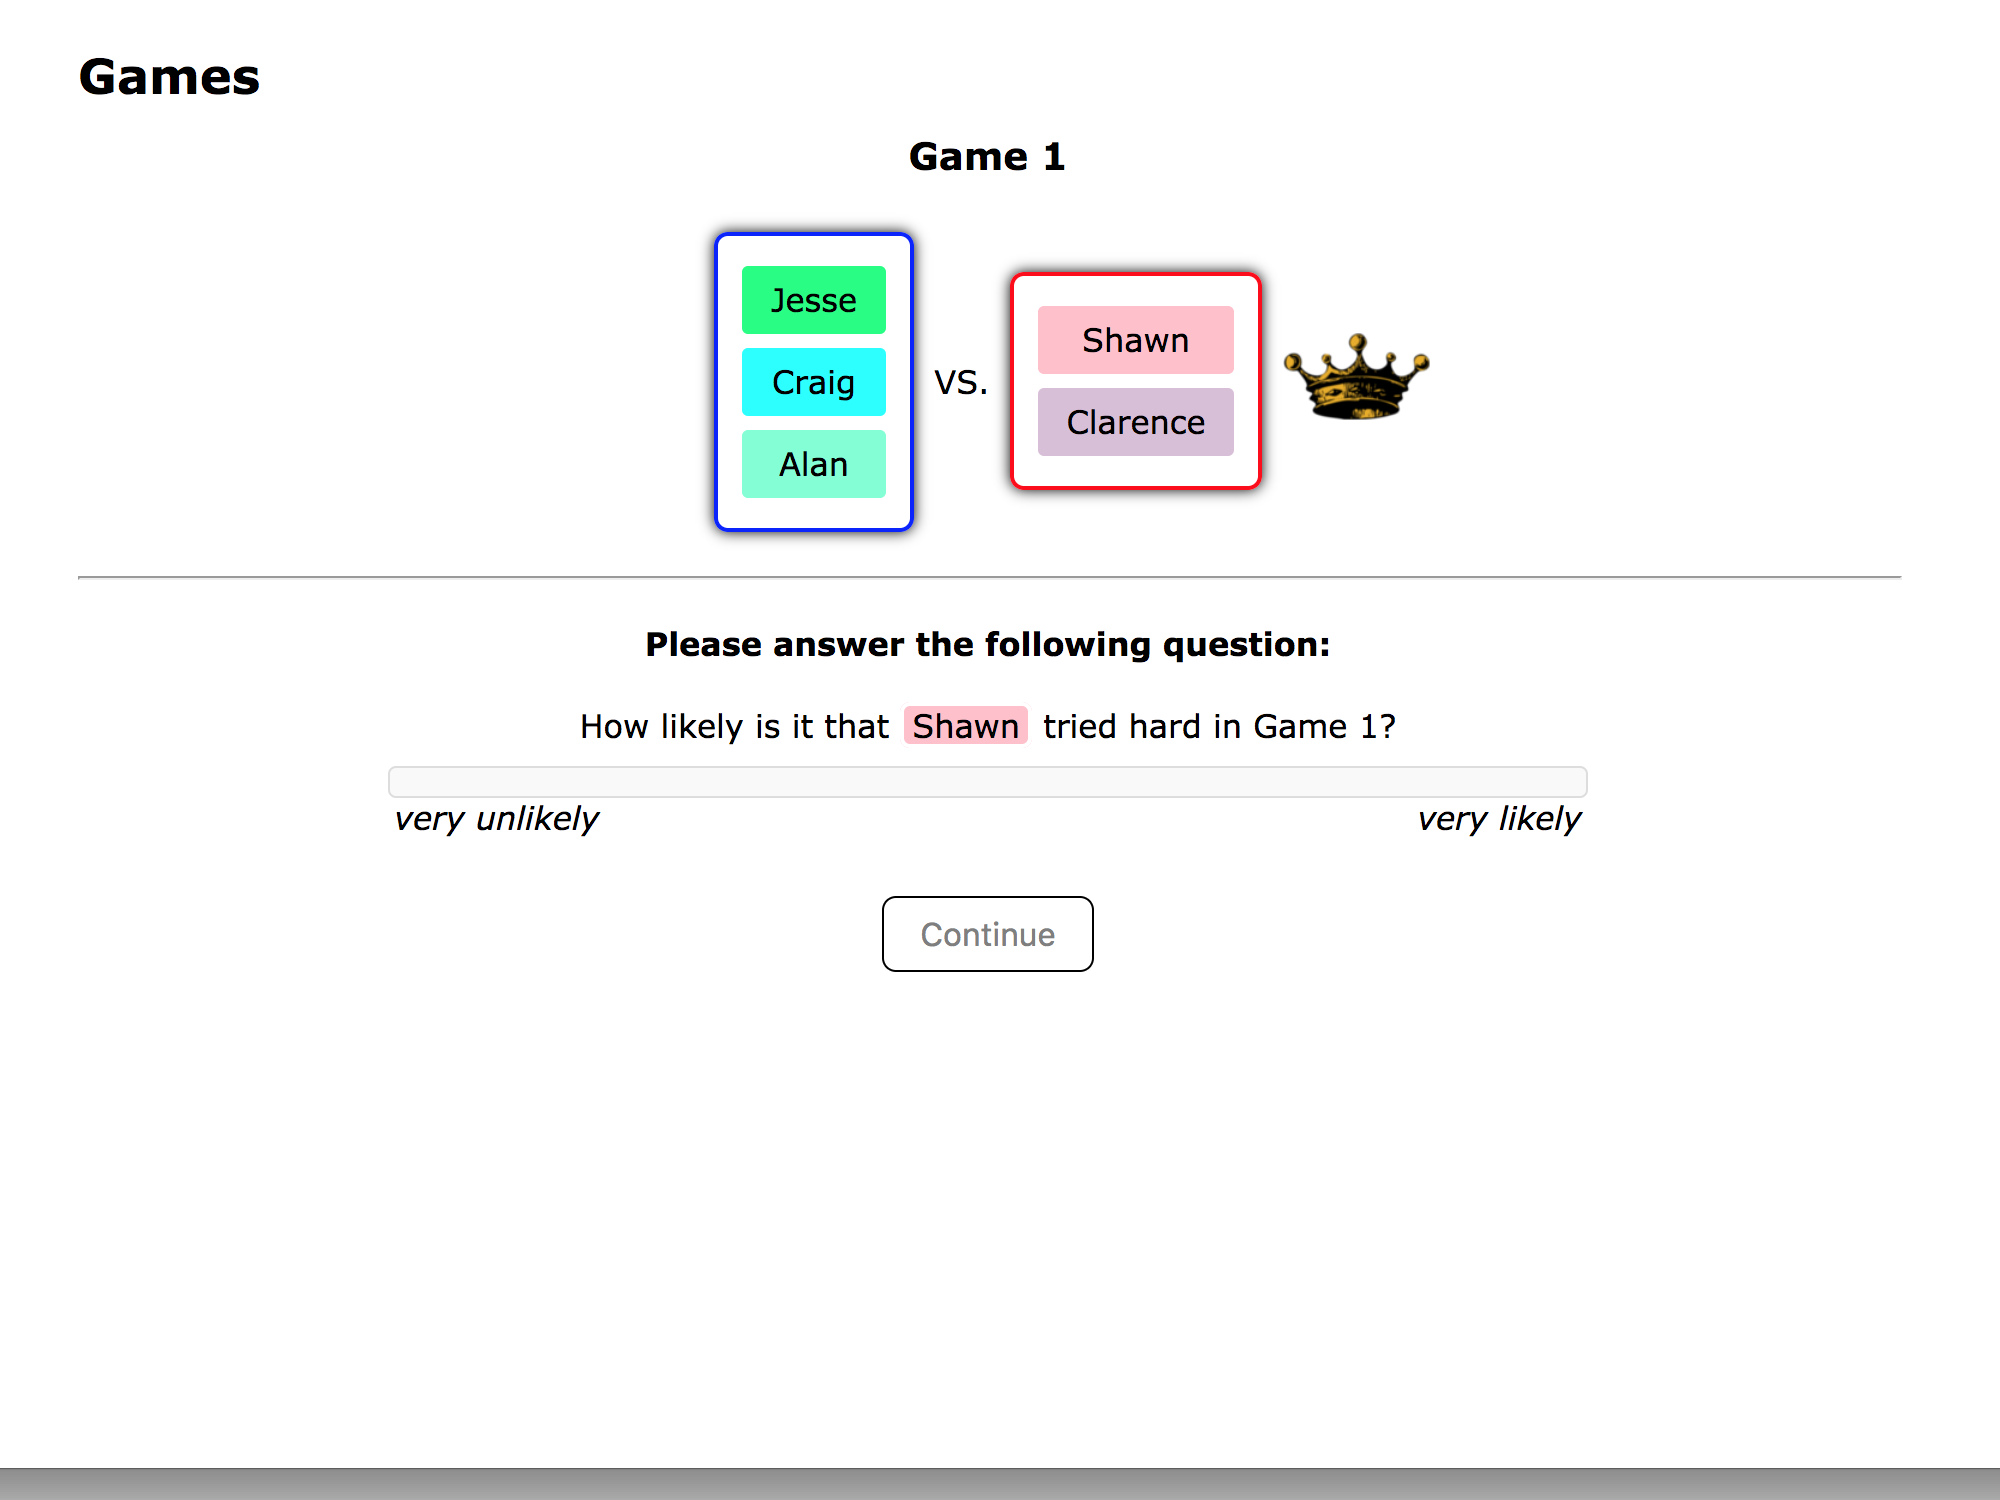 Games
Game 1
Jesse
Craig
Alan
VS.
Shawn
Clarence
Please answer the following question:
How likely is it that Shawn tried hard in Game 1?
very unlikely
very likely
Continue